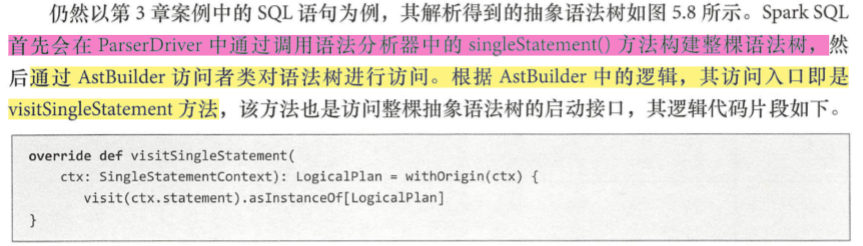 仍然以第 3 章案例中的 SQL 语句为例，其解析得到的抽象语法树如图 5.8 所示。Spark SQL
首先会在 ParserDriver 中通过调用语法分析器中的 singleStatement() 方法构建整棵语法树，然
后通过 AstBuilder 访问者类对语法树进行访问。根据 AstBuilder 中的逻辑，其访问入口即是
visitSingleStatement 方法，该方法也是访问整棵抽象语法树的启动接口，其逻辑代码片段如下。
override def visitSingleStatement(
ctx: SingleStatementContext): LogicalPlan = withOrigin(ctx) {
visit(ctx.statement).asInstanceOf[LogicalPlan]
}